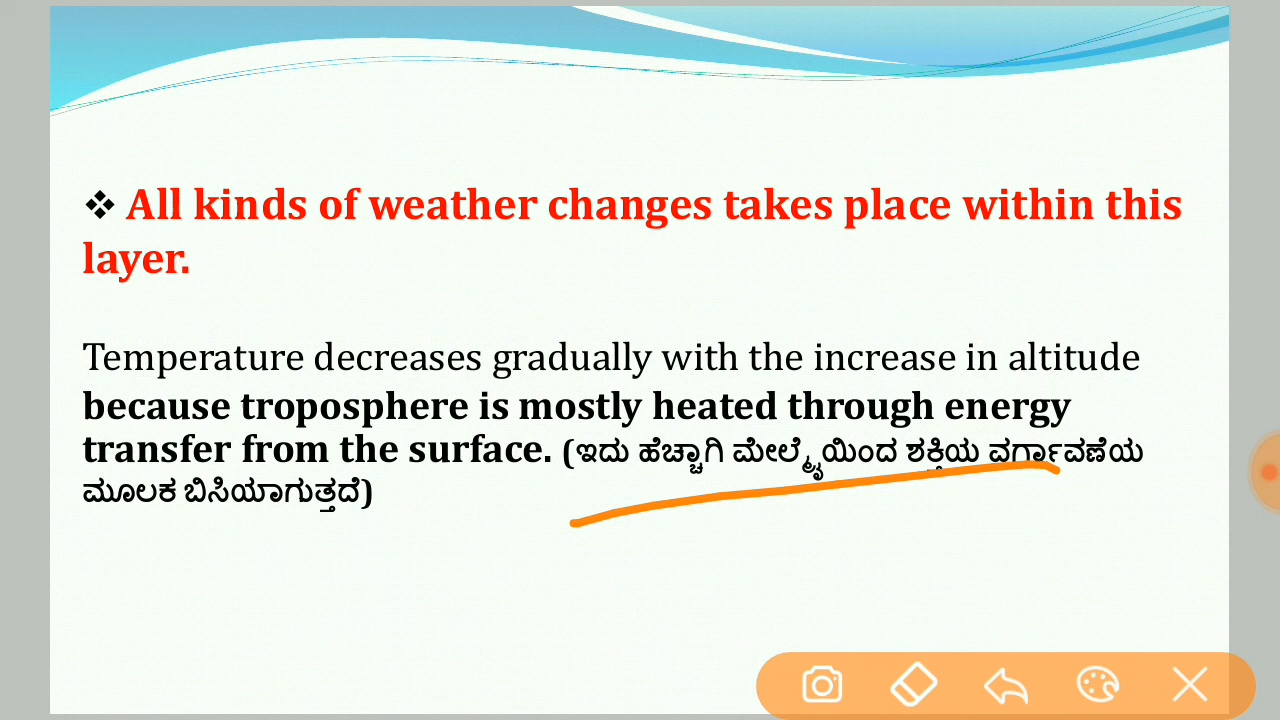 ❖ All kinds of weather changes takes place within this
layer.
Temperature decreases gradually with the increase in altitude
because troposphere is mostly heated through energy
transfer from the surface. (ಇದು ಹೆಚ್ಚಾಗಿ ಮೇಲ್ಮೈಯಿಂದ ಶಕ್ತಿಯ ವರ್ಗಾವಣೆಯ
ಮೂಲಕ ಬಿಸಿಯಾಗುತ್ತದೆ)